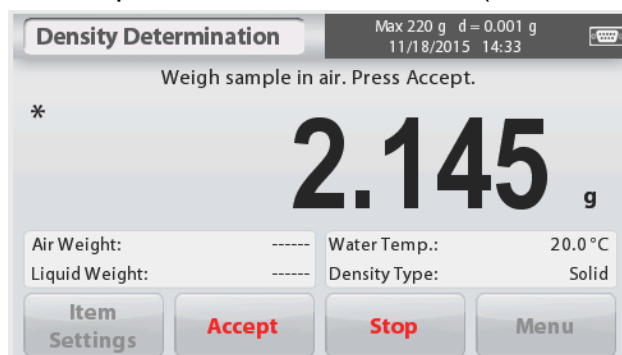 Density Determination
Max 220 g d = 0.001 g
11/18/2015 14:33
Weigh sample in air. Press Accept.
*
2.145 g
Air Weight: ------ Water Temp.: 20.0 °C
Liquid Weight: ------ Density Type: Solid
Item Settings Accept Stop Menu